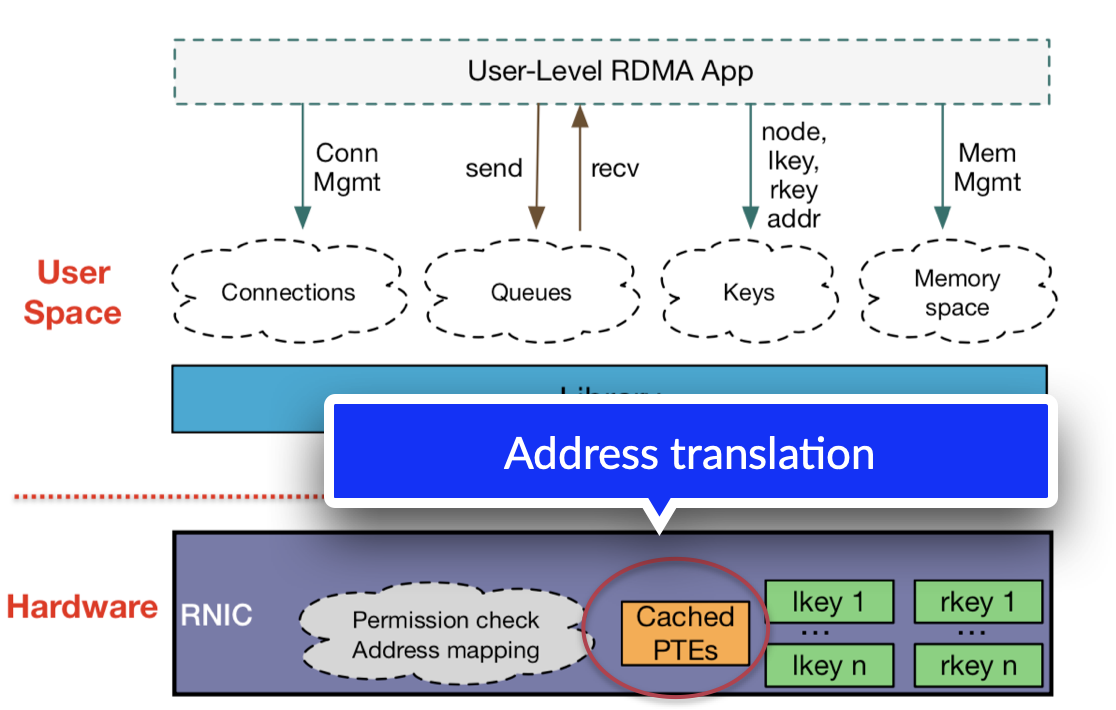 User-Level RDMA App
Conn
Mgmt
send
recv
node,
lkey,
rkey
addr
Mem
Mgmt
User
Space
Connections
Queues
Keys
Memory
space
Address translation
Hardware
RNIC
Permission check
Address mapping
Cached
PTEs
lkey 1
...
lkey n
rkey 1
...
rkey n